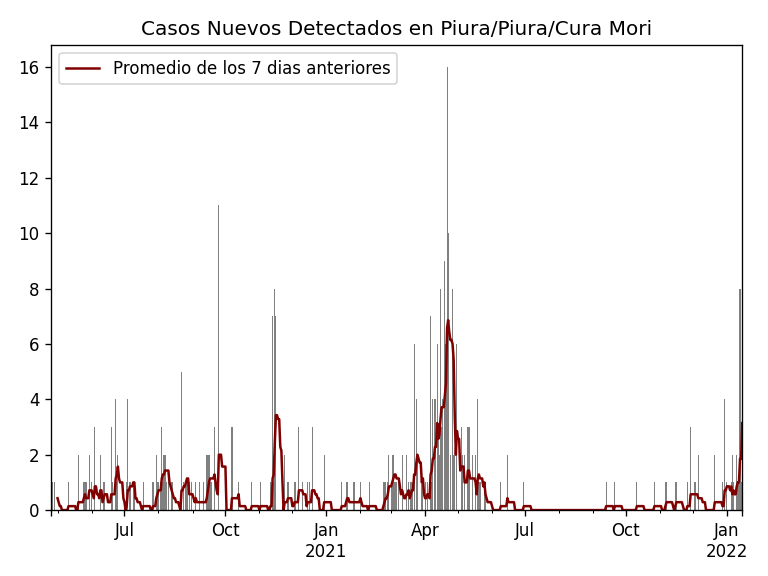 Casos Nuevos Detectados en Piura/Piura/Cura Mori
Promedio de los 7 dias anteriores
16
14
12
10
8
6
4
2
0
Jul
Oct
Jan
2021
Apr
Jul
Oct
Jan
2022